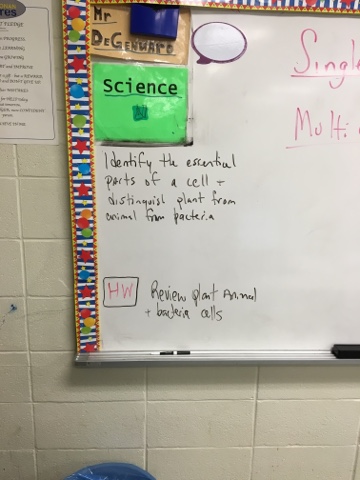 Mr
DeGennaro
Science
Identify the essential
parts of a cell +
distinguish plant from
animal from bacteria
HW
Review plant Animal
+ bacteria cells
Single
Multi